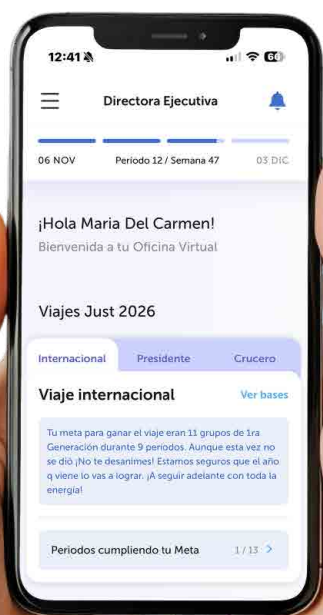 12:41
60
Directora Ejecutiva
06 NOV Periodo 12 / Semana 47 03 DIC
¡Hola Maria Del Carmen!
Bienvenida a tu Oficina Virtual
Viajes Just 2026
Internacional Presidente Crucero
Viaje internacional Ver bases
Tu meta para ganar el viaje eran 11 grupos de 1ra
Generación durante 9 periodos. Aunque esta vez no
se dió ¡No te desanimes! Estamos seguros que el año
q viene lo vas a lograr. ¡A seguir adelante con toda la
energía!
Periodos cumpliendo tu Meta 1 / 13 >